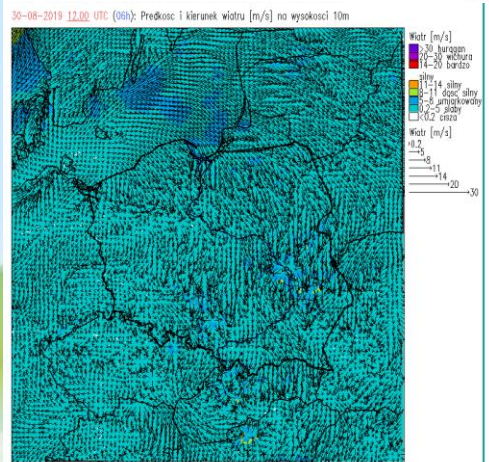 30-08-2019 12.00 UTC (06h): Predkosc i kierunek wiatru [m/s] na wysokosci 10m
Wiatr [m/s]
>30 huragan
20-30 wichura
14-20 bardzo
silny
11-14 silny
8-11 dosc silny
5-8 umiarkowany
0.2-5 slaby
<0.2 cisza
Wiatr [m/s]
0.2
5
8
11
14
20
30